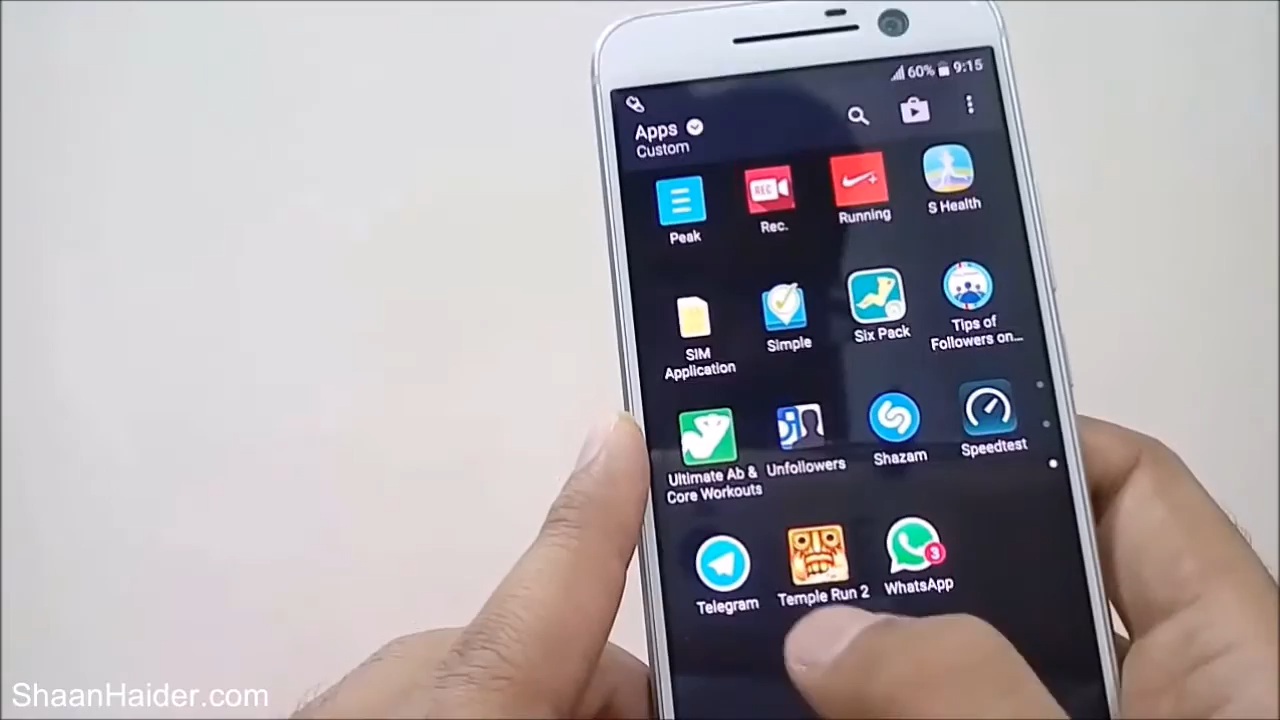 60% 9:15
Apps
Custom
Peak
REC
Rec.
Running
S Health
SIM
Application
Simple
Six Pack
Tips of
Followers on...
Ultimate Ab &
Core Workouts
Unfollowers
Shazam
Speedtest
Telegram
Temple Run 2
3
WhatsApp
ShaanHaider.com